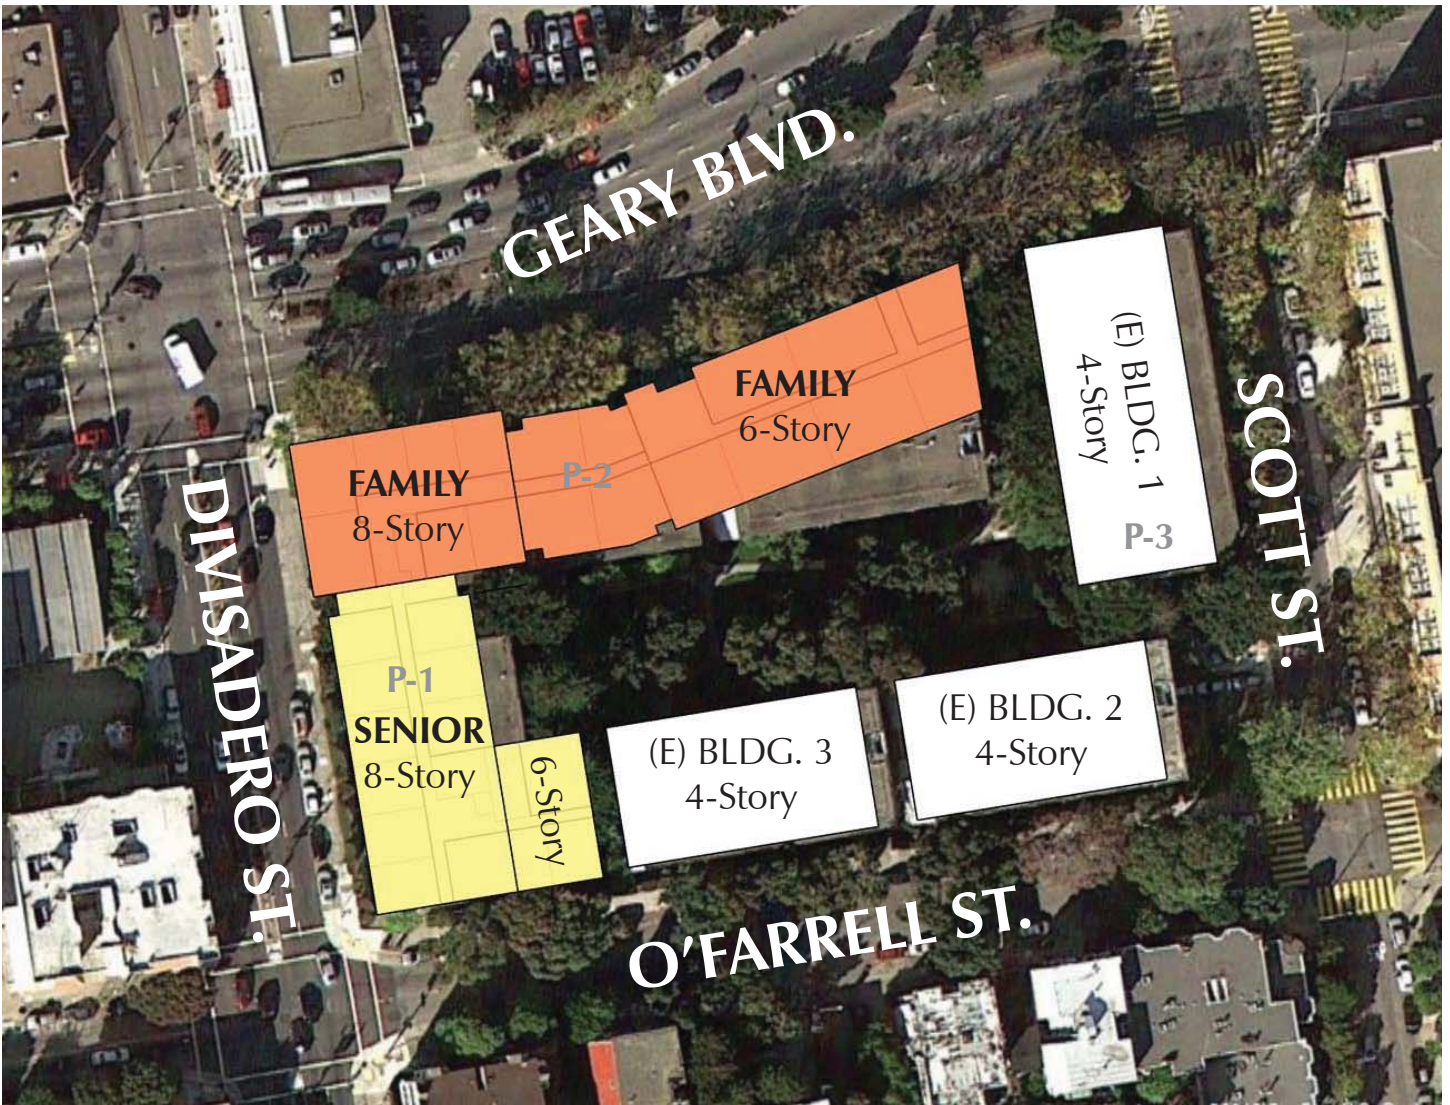 GEARY BLVD.
(E) BLDG. 1
4-Story
P-3
FAMILY
6-Story
SCOTT ST.
P-2
FAMILY
8-Story
DIVISADERO ST.
P-1
SENIOR
8-Story
6-Story
(E) BLDG. 3
4-Story
(E) BLDG. 2
4-Story
O’FARRELL ST.